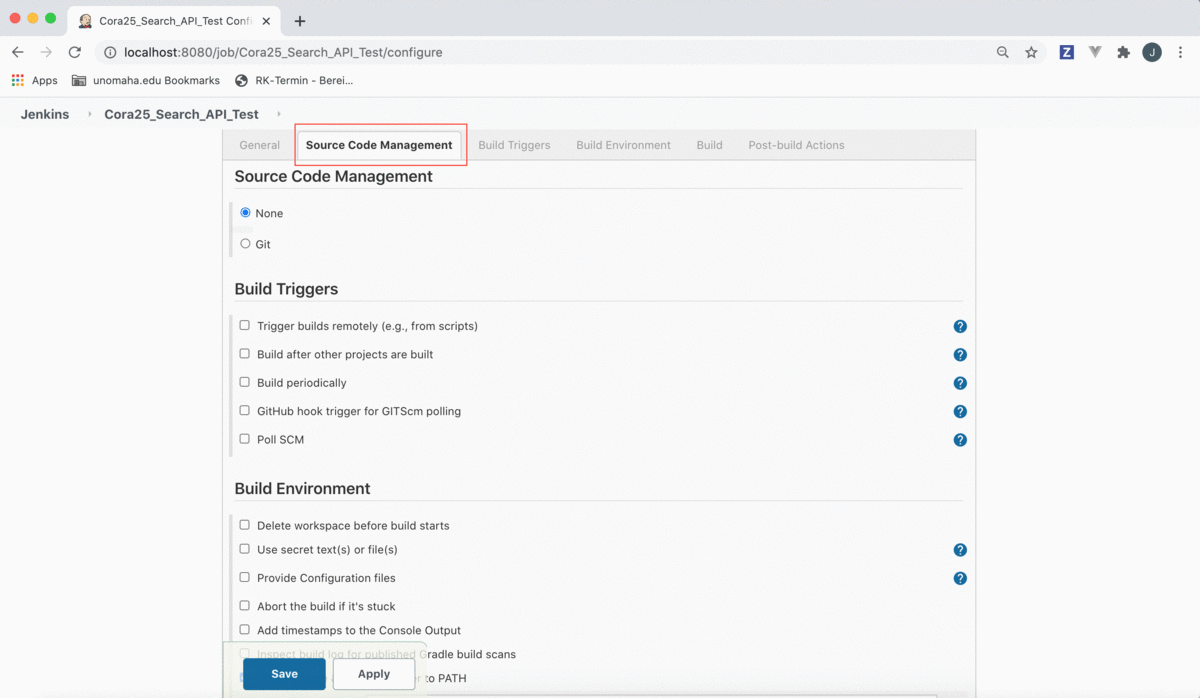 Cora25_Search_API_Test Confi
localhost:8080/job/Cora25_Search_API_Test/configure
Z
J
Apps
unomaha.edu Bookmarks
RK-Termin - Berei...
Jenkins
Cora25_Search_API_Test
General
Source Code Management
Build Triggers
Build Environment
Build
Post-build Actions
Source Code Management
None
Git
Build Triggers
Trigger builds remotely (e.g., from scripts)
?
Build after other projects are built
?
Build periodically
?
GitHub hook trigger for GITScm polling
?
Poll SCM
?
Build Environment
Delete workspace before build starts
Use secret text(s) or file(s)
?
Provide Configuration files
?
Abort the build if it's stuck
Add timestamps to the Console Output
Inspect build log for published Gradle build scans
to PATH
Save
Apply